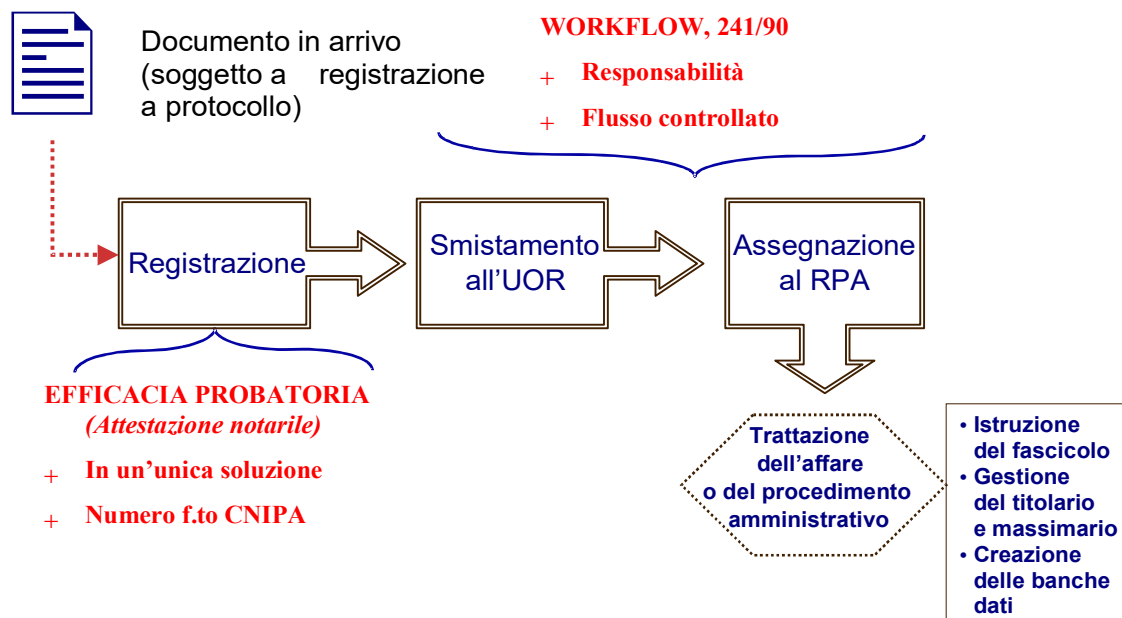 Documento in arrivo
(soggetto a registrazione
a protocollo)
WORKFLOW, 241/90
+ Responsabilità
+ Flusso controllato
Registrazione
Smistamento
all’UOR
Assegnazione
al RPA
EFFICACIA PROBATORIA
(Attestazione notarile)
+ In un’unica soluzione
+ Numero f.to CNIPA
Trattazione
dell’affare
o del procedimento
amministrativo
• Istruzione
del fascicolo
• Gestione
del titolario
e massimario
• Creazione
delle banche
dati